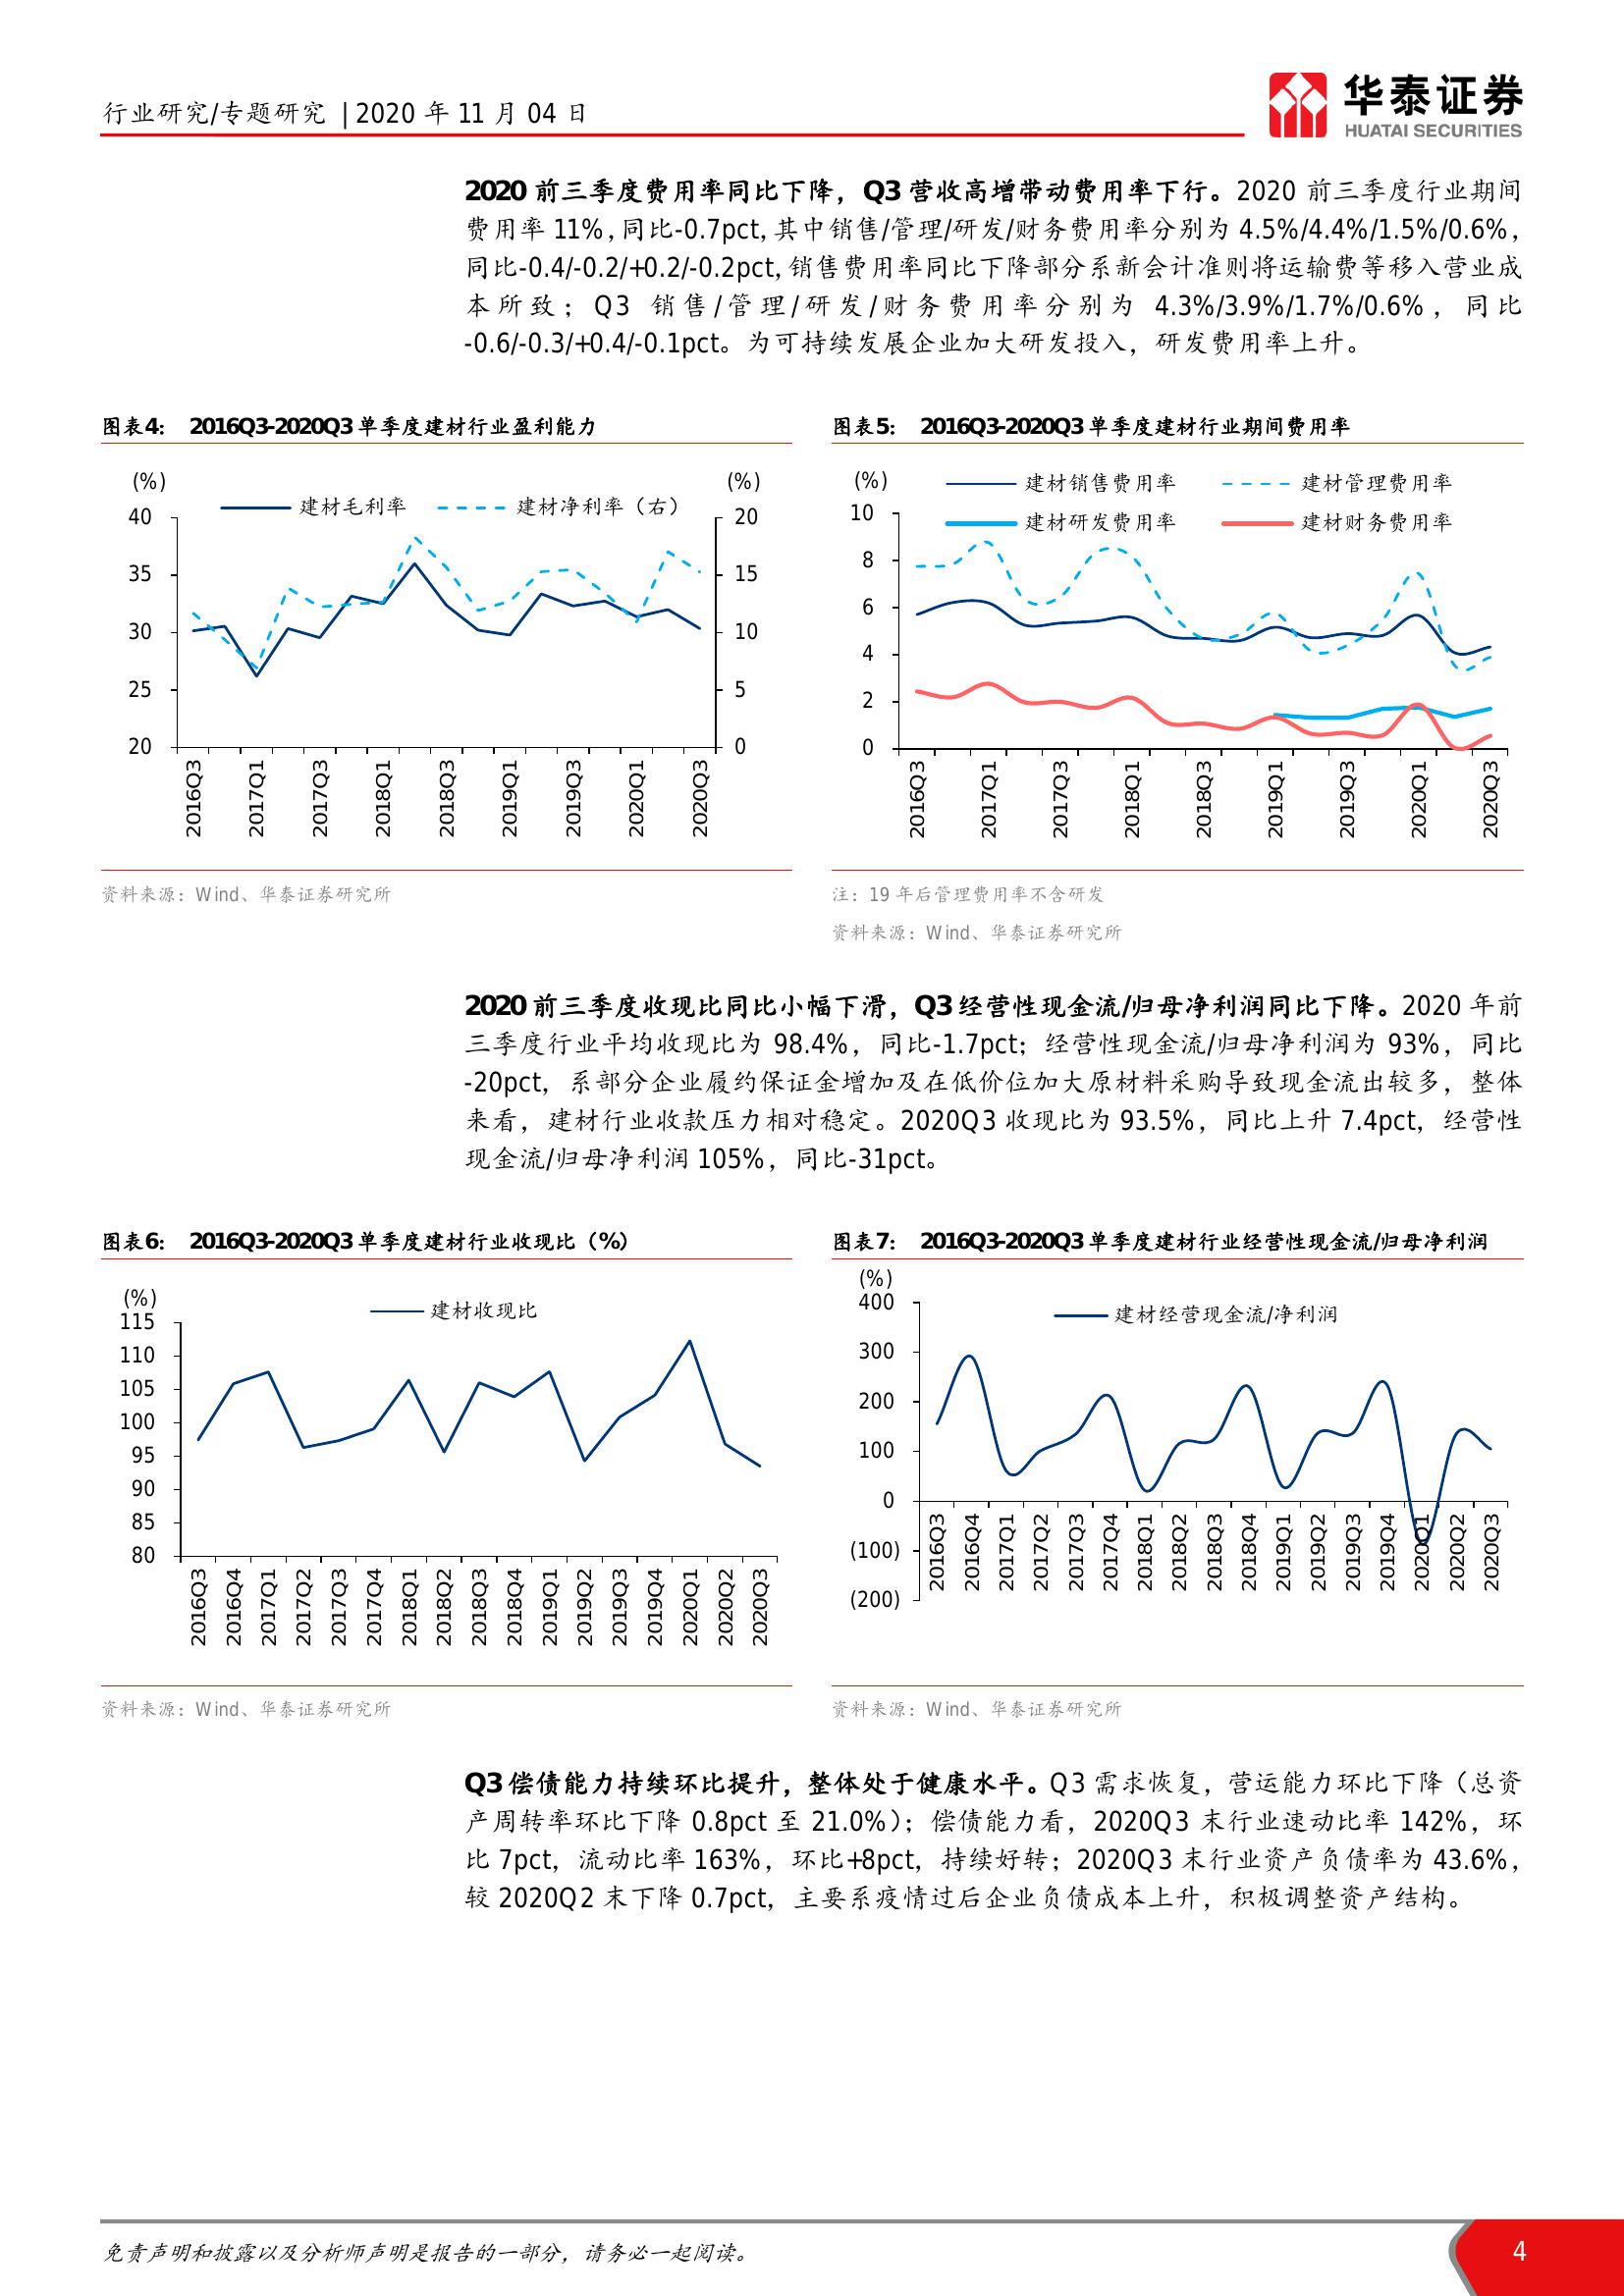 行业研究/专题研究 | 2020 年 11 月 04 日
华泰证券
HUATAI SECURITIES
2020 前三季度费用率同比下降，Q3 营收高增带动费用率下行。2020 前三季度行业期间
费用率 11%，同比-0.7pct，其中销售/管理/研发/财务费用率分别为 4.5%/4.4%/1.5%/0.6%，
同比-0.4/-0.2/+0.2/-0.2pct，销售费用率同比下降部分系新会计准则将运输费等移入营业成
本所致；Q3 销售/管理/研发/财务费用率分别为 4.3%/3.9%/1.7%/0.6%，同比
-0.6/-0.3/+0.4/-0.1pct。为可持续发展企业加大研发投入，研发费用率上升。
图表4： 2016Q3-2020Q3 单季度建材行业盈利能力
(%)
(%)
建材毛利率
建材净利率（右）
40
35
30
25
20
20
15
10
5
0
2016Q3
2017Q1
2017Q3
2018Q1
2018Q3
2019Q1
2019Q3
2020Q1
2020Q3
资料来源：Wind、华泰证券研究所
图表5： 2016Q3-2020Q3 单季度建材行业期间费用率
(%)
建材销售费用率
建材管理费用率
建材研发费用率
建材财务费用率
10
8
6
4
2
0
2016Q3
2017Q1
2017Q3
2018Q1
2018Q3
2019Q1
2019Q3
2020Q1
2020Q3
注：19 年后管理费用率不含研发
资料来源：Wind、华泰证券研究所
2020 前三季度收现比同比小幅下滑，Q3 经营性现金流/归母净利润同比下降。2020 年前
三季度行业平均收现比为 98.4%，同比-1.7pct；经营性现金流/归母净利润为 93%，同比
-20pct，系部分企业履约保证金增加及在低价位加大原材料采购导致现金流出较多，整体
来看，建材行业收款压力相对稳定。2020Q3 收现比为 93.5%，同比上升 7.4pct，经营性
现金流/归母净利润 105%，同比-31pct。
图表6： 2016Q3-2020Q3 单季度建材行业收现比（%）
(%)
建材收现比
115
110
105
100
95
90
85
80
2016Q3
2016Q4
2017Q1
2017Q2
2017Q3
2017Q4
2018Q1
2018Q2
2018Q3
2018Q4
2019Q1
2019Q2
2019Q3
2019Q4
2020Q1
2020Q2
2020Q3
资料来源：Wind、华泰证券研究所
图表7： 2016Q3-2020Q3 单季度建材行业经营性现金流/归母净利润
(%)
建材经营现金流/净利润
400
300
200
100
0
(100)
(200)
2016Q3
2016Q4
2017Q1
2017Q2
2017Q3
2017Q4
2018Q1
2018Q2
2018Q3
2018Q4
2019Q1
2019Q2
2019Q3
2019Q4
2020Q1
2020Q2
2020Q3
资料来源：Wind、华泰证券研究所
Q3 偿债能力持续环比提升，整体处于健康水平。Q3 需求恢复，营运能力环比下降（总资
产周转率环比下降 0.8pct 至 21.0%）；偿债能力看，2020Q3 末行业速动比率 142%，环
比 7pct，流动比率 163%，环比+8pct，持续好转；2020Q3 末行业资产负债率为 43.6%，
较 2020Q2 末下降 0.7pct，主要系疫情过后企业负债成本上升，积极调整资产结构。
免责声明和披露以及分析师声明是报告的一部分，请务必一起阅读。
4